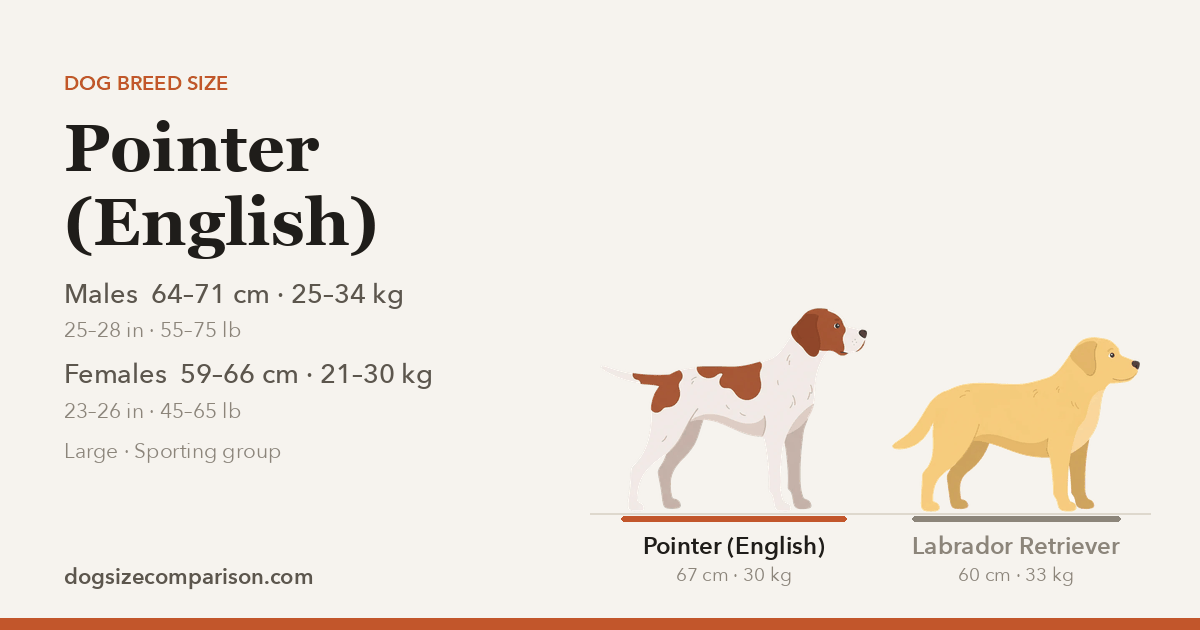 DOG BREED SIZE
Pointer
(English)
Males 64–71 cm · 25–34 kg
25–28 in · 55–75 lb
Females 59–66 cm · 21–30 kg
23–26 in · 45–65 lb
Large · Sporting group
Pointer (English)
67 cm · 30 kg
Labrador Retriever
60 cm · 33 kg
dogsizecomparison.com